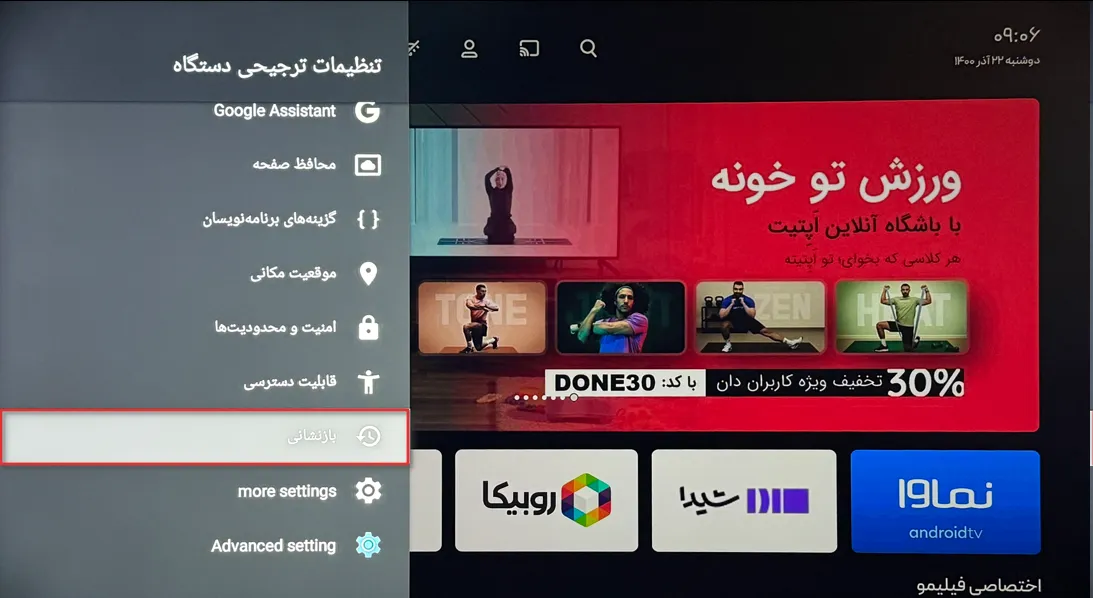 تنظیمات ترجیحی دستگاه
Google Assistant
محافظ صفحه
گزینه‌های برنامه‌نویسان
موقعیت مکانی
امنیت و محدودیت‌ها
قابلیت دسترسی
بازنشانی
more settings
Advanced setting
۰۹:۰۶
دوشنبه ۲۲ آذر ۱۴۰۰
ورزش تو خونه
با باشگاه آنلاین اَپتیت
هر کلاسی که بخوای؛ تو اَپتیته
TONE
ZEN
HEAT
30% تخفیف ویژه کاربران دان
با کد: DONE30
روبیکا
شیدا
نماوا
androidtv
اختصاصی فیلیمو